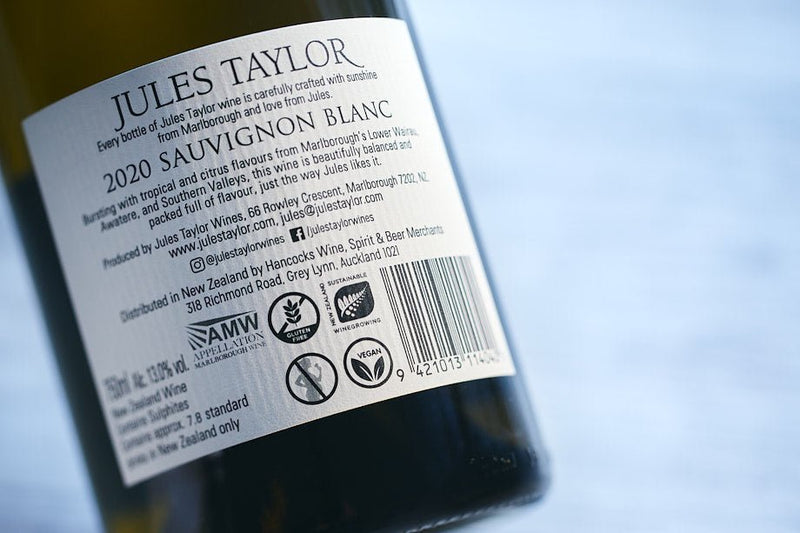 JULES TAYLOR
Every bottle of Jules Taylor wine is carefully crafted with sunshine
from Marlborough and love from Jules.
2020 SAUVIGNON BLANC
Bursting with tropical and citrus flavours from Marlborough's Lower Wairau,
Awatere, and Southern Valleys, this wine is beautifully balanced and
packed full of flavour, just the way Jules likes it.
Produced by Jules Taylor Wines, 66 Rowley Crescent, Marlborough 7202, NZ.
www.julestaylor.com, jules@julestaylor.com
@julestaylorwines /julestaylorwines
Distributed in New Zealand by Hancocks Wine, Spirit & Beer Merchants
318 Richmond Road, Grey Lynn, Auckland 1021
AMW
APPELLATION
MARLBOROUGH WINE
GLUTEN
FREE
NEW ZEALAND
SUSTAINABLE
WINEGROWING
VEGAN
9 421013
750ml Alc. 13.0% vol.
New Zealand Wine
Contains Sulphites
Contains approx. 7.8 standard
drinks in New Zealand only